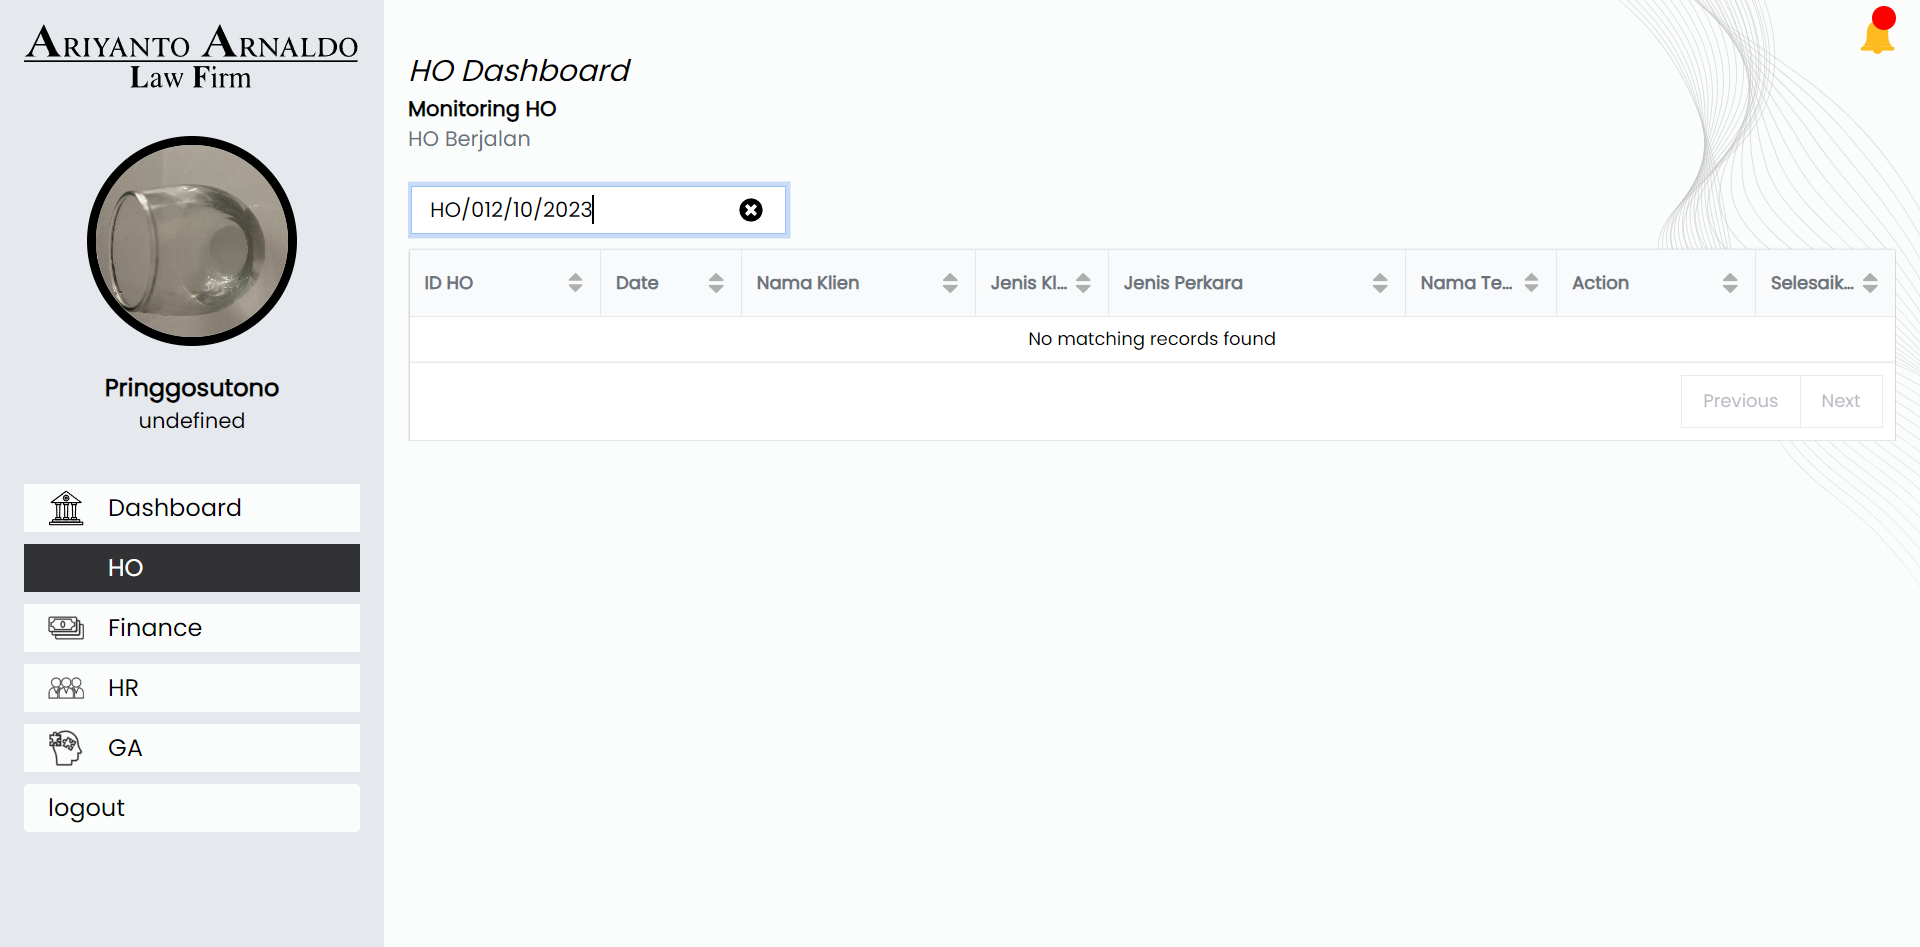 ARIYANTO ARNALDO
Law Firm
Pringgosutono
undefined
Dashboard
HO
Finance
HR
GA
logout
HO Dashboard
Monitoring HO
HO Berjalan
HO/012/10/2023
ID HO Date Nama Klien Jenis Kl... Jenis Perkara Nama Te... Action Selesaik...
No matching records found
Previous Next